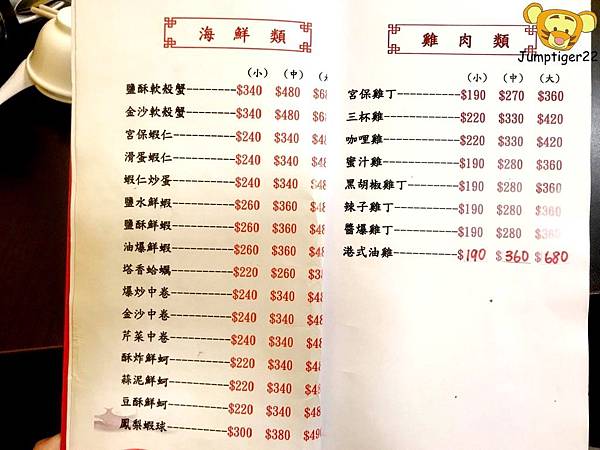 海鮮類
(小) (中)
鹽酥軟殼蟹---------$340 $480
金沙軟殼蟹---------$340 $480
宮保蝦仁-----------$240 $340
滑蛋蝦仁-----------$240 $340
蝦仁炒蛋-----------$240 $340
鹽水鮮蝦-----------$260 $360
鹽酥鮮蝦-----------$260 $360
油爆鮮蝦-----------$260 $360
塔香蛤蠣-----------$220 $260
爆炒中卷-----------$240 $340
金沙中卷-----------$240 $340
芹菜中卷-----------$240 $340
酥炸鮮蚵-----------$220 $340
蒜泥鮮蚵-----------$220 $340
豆酥鮮蚵-----------$220 $340
鳳梨蝦球-----------$300 $380
雞肉類
(小) (中) (大)
宮保雞丁-----------$190 $270 $360
三杯雞-------------$220 $330 $420
咖哩雞-------------$220 $330 $420
蜜汁雞-------------$190 $280 $360
黑胡椒雞丁---------$190 $280 $360
辣子雞丁-----------$190 $280 $360
醬爆雞丁-----------$190 $280 $360
港式油雞-----------$190 $360 $680
Jumptiger22